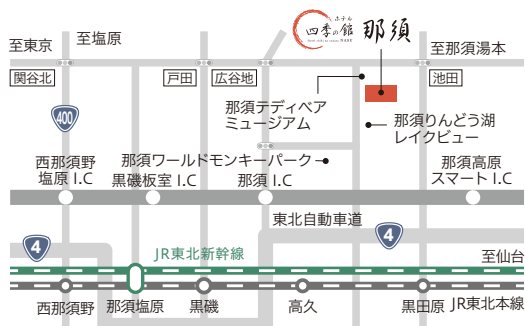 ホテル
四季の館 那須
至東京
至塩原
至那須湯本
関谷北
戸田
広谷地
池田
那須テディベア
ミュージアム
那須りんどう湖
レイクビュー
400
西那須野
塩原 I.C
那須ワールドモンキーパーク
黒磯板室 I.C
那須 I.C
那須高原
スマート I.C
東北自動車道
4
4
JR東北新幹線
至仙台
西那須野
那須塩原
黒磯
高久
黒田原
JR東北本線